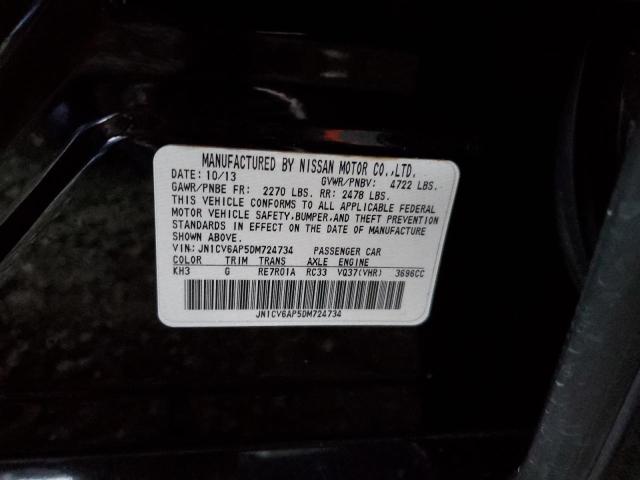 MANUFACTURED BY NISSAN MOTOR CO.,LTD.
DATE: 10/13 GVWR/PNBV: 4722 LBS.
GAWR/PNBE FR: 2270 LBS. RR: 2478 LBS.
THIS VEHICLE CONFORMS TO ALL APPLICABLE FEDERAL
MOTOR VEHICLE SAFETY,BUMPER,AND THEFT PREVENTION
STANDARDS IN EFFECT ON THE DATE OF MANUFACTURE
SHOWN ABOVE.
VIN: JN1CV6AP5DM724734 PASSENGER CAR
COLOR TRIM TRANS AXLE ENGINE
KH3 G RE7R01A RC33 VQ37(VHR) 3696CC
JN1CV6AP5DM724734